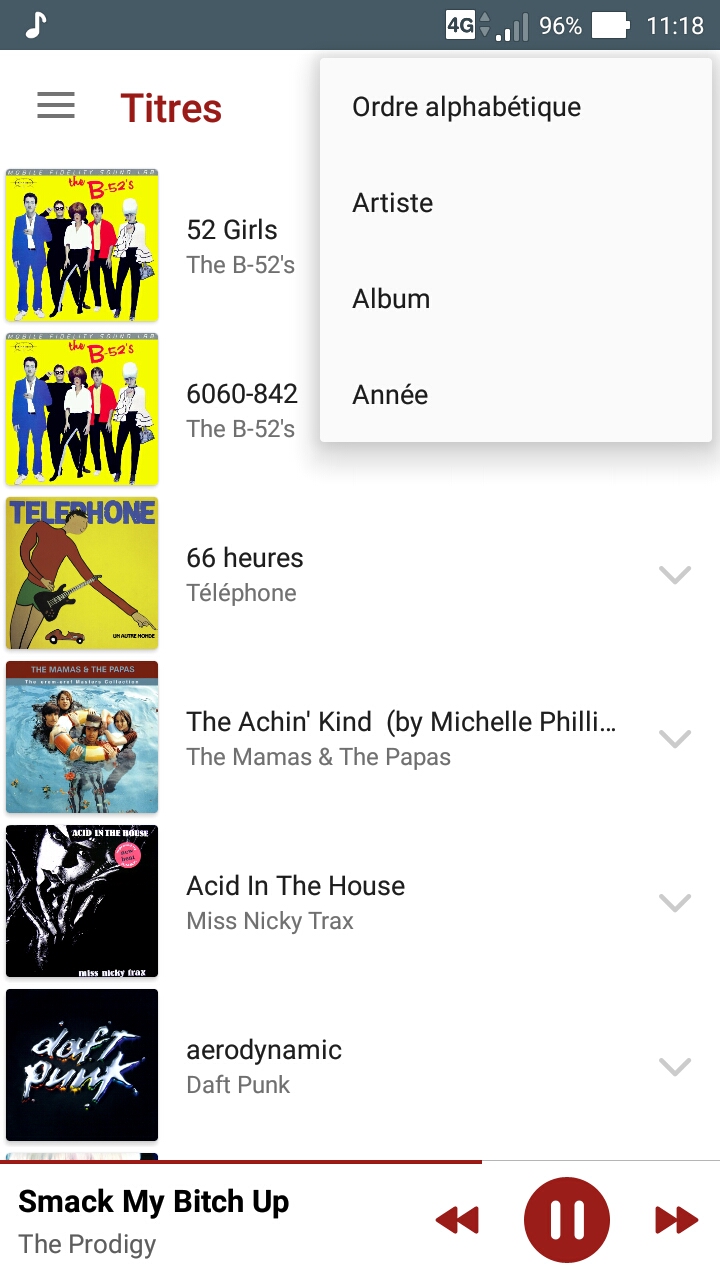 4G 96% 11:18
Titres
Ordre alphabétique
Artiste
Album
Année
MOBILE FIDELITY SOUND LAB
the B-52's
52 Girls
The B-52's
MOBILE FIDELITY SOUND LAB
the B-52's
6060-842
The B-52's
TELEPHONE
UN AUTRE MONDE
66 heures
Téléphone
THE MAMAS & THE PAPAS
The Achin' Kind (by Michelle Philli...
The Mamas & The Papas
ACID IN THE HOUSE
new beat
miss nicky trax
Acid In The House
Miss Nicky Trax
daft punk
aerodynamic
Daft Punk
Smack My Bitch Up
The Prodigy